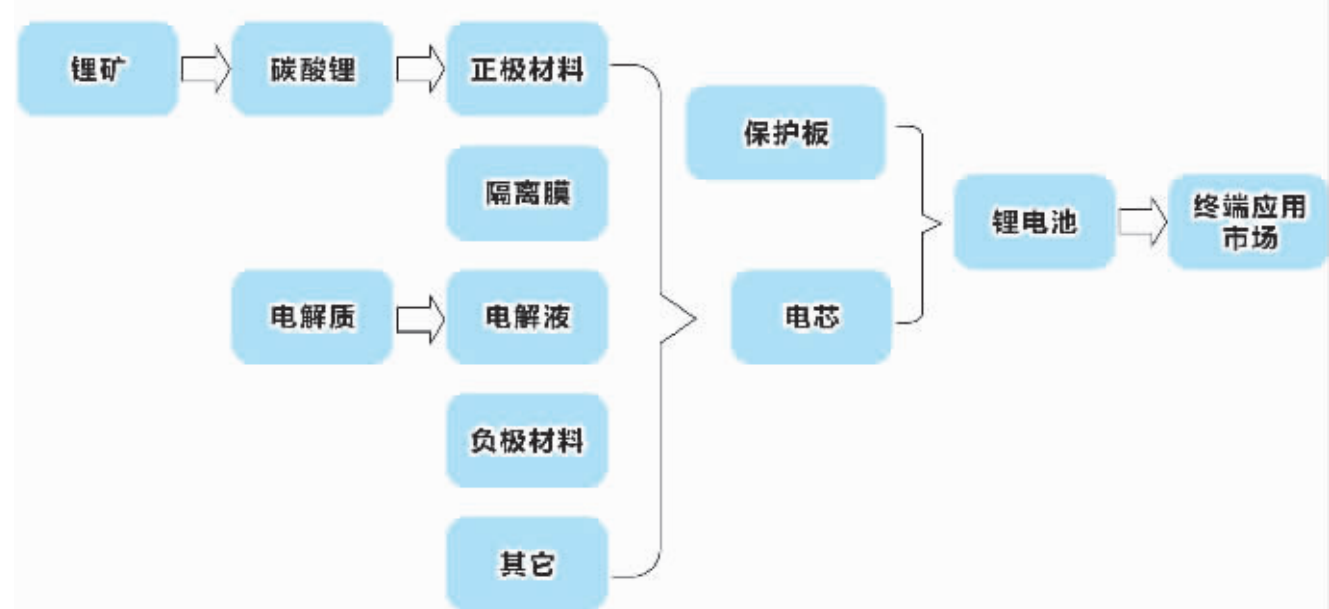 锂矿
碳酸锂
正极材料
保护板
隔离膜
锂电池
终端应用
市场
电解质
电解液
电芯
负极材料
其它